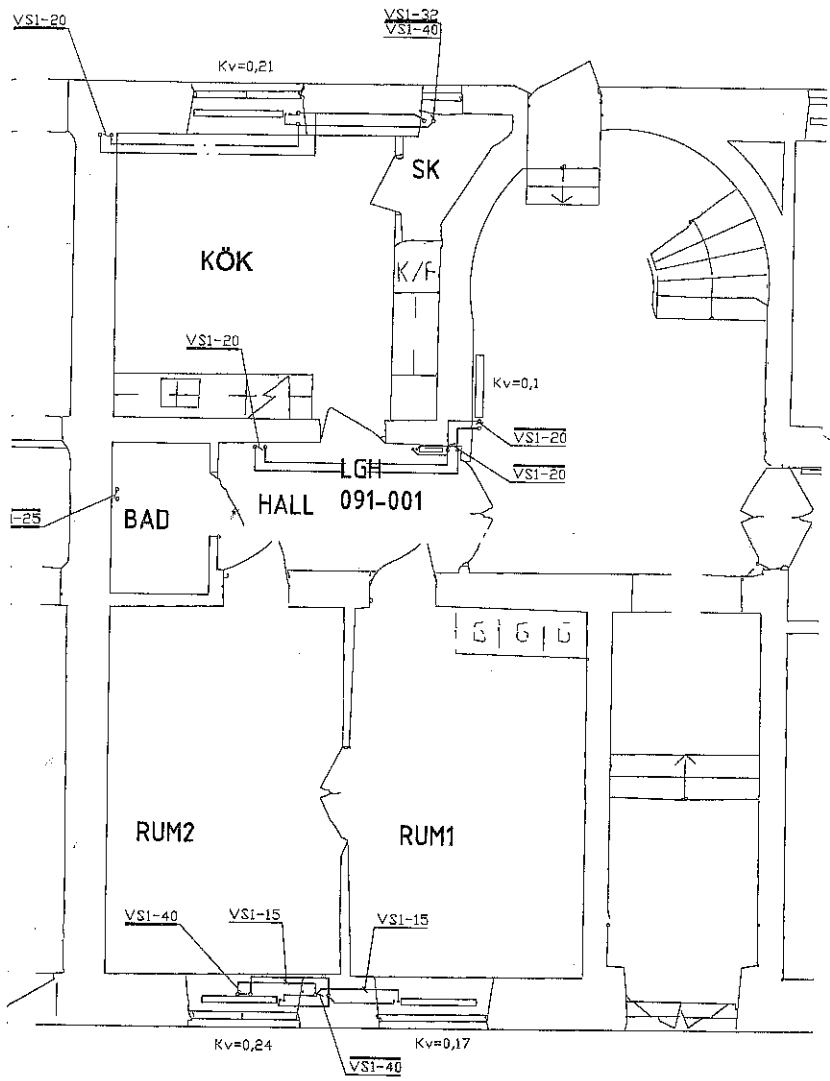 VS1-20
VS1-32
VS1-40
Kv=0,21
SK
KÖK
K/F
VS1-20
Kv=0,1
VS1-20
LGH
VS1-20
HALL
091-001
BAD
-25
G G G
RUM2
RUM1
VS1-40
VS1-15
VS1-15
Kv=0,24
Kv=0,17
VS1-40